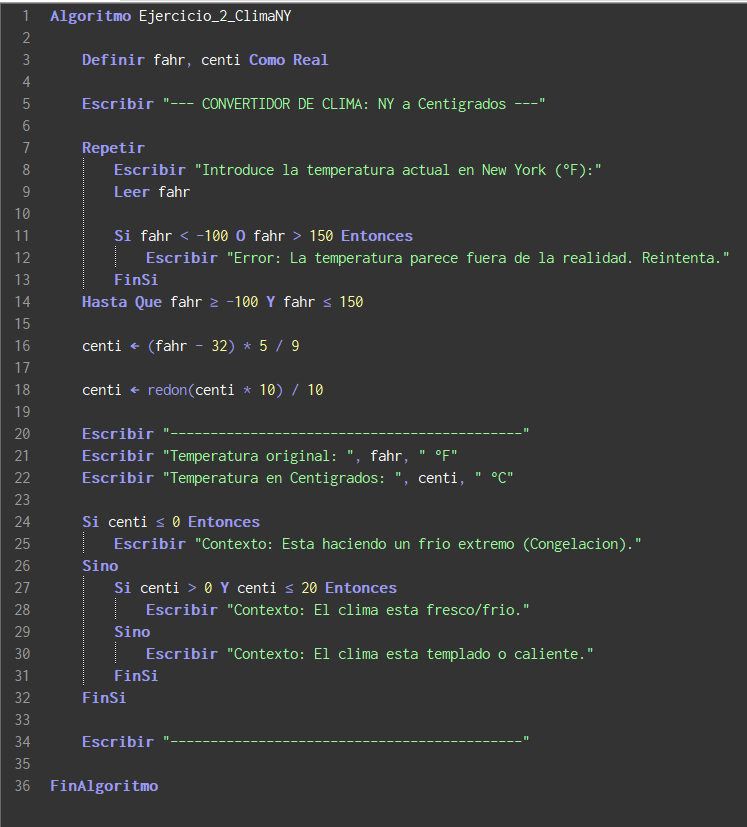 1 Algoritmo Ejercicio_2_ClimaNY
2
3 Definir fahr, centi Como Real
4
5 Escribir "--- CONVERTIDOR DE CLIMA: NY a Centigrados ---"
6
7 Repetir
8 Escribir "Introduce la temperatura actual en New York (ºF):"
9 Leer fahr
10
11 Si fahr < -100 O fahr > 150 Entonces
12 Escribir "Error: La temperatura parece fuera de la realidad. Reintenta."
13 FinSi
14 Hasta Que fahr ≥ -100 Y fahr ≤ 150
15
16 centi ← (fahr - 32) * 5 / 9
17
18 centi ← redon(centi * 10) / 10
19
20 Escribir "--------------------------------------------"
21 Escribir "Temperatura original: ", fahr, " ºF"
22 Escribir "Temperatura en Centigrados: ", centi, " ºC"
23
24 Si centi ≤ 0 Entonces
25 Escribir "Contexto: Esta haciendo un frio extremo (Congelacion)."
26 Sino
27 Si centi > 0 Y centi ≤ 20 Entonces
28 Escribir "Contexto: El clima esta fresco/frio."
29 Sino
30 Escribir "Contexto: El clima esta templado o caliente."
31 FinSi
32 FinSi
33
34 Escribir "--------------------------------------------"
35
36 FinAlgoritmo